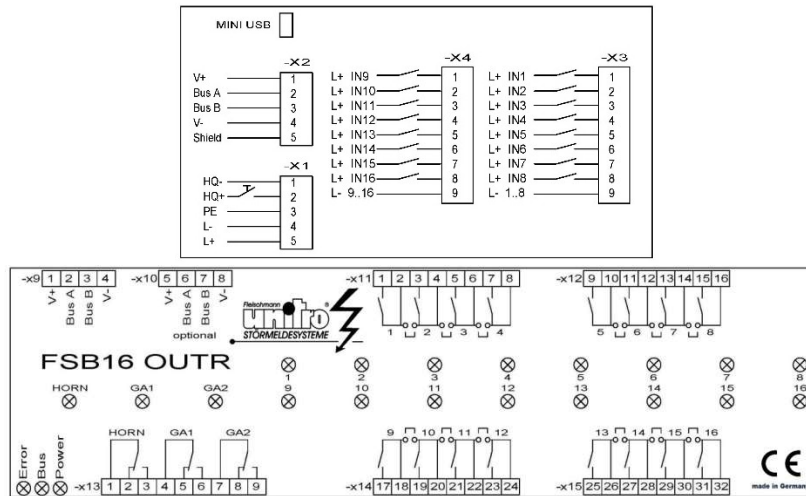 MINI USB
-X2
V+ 1
Bus A 2
Bus B 3
V- 4
Shield 5
-X1
HQ- 1
HQ+ 2
PE 3
L- 4
L+ 5
-X4
L+ IN9 1
L+ IN10 2
L+ IN11 3
L+ IN12 4
L+ IN13 5
L+ IN14 6
L+ IN15 7
L+ IN16 8
L- 9..16 9
-X3
L+ IN1 1
L+ IN2 2
L+ IN3 3
L+ IN4 4
L+ IN5 5
L+ IN6 6
L+ IN7 7
L+ IN8 8
L- 1..8 9
-x9 1 2 3 4
V+ Bus A Bus B V-
-x10 5 6 7 8
V+ Bus A Bus B V-
optional
Fleischmann
unitro ®
STÖRMELDESYSTEME
-x11 1 2 3 4 5 6 7 8
1 2 3 4
-x12 9 10 11 12 13 14 15 16
5 6 7 8
FSB16 OUTR
1 2 3 4 5 6 7 8
HORN GA1 GA2
9 10 11 12 13 14 15 16
HORN GA1 GA2
9 10 11 12
13 14 15 16
Error
Bus
Power
-x13 1 2 3 4 5 6 7 8 9
-x14 17 18 19 20 21 22 23 24
-x15 25 26 27 28 29 30 31 32
CE
made in Germany